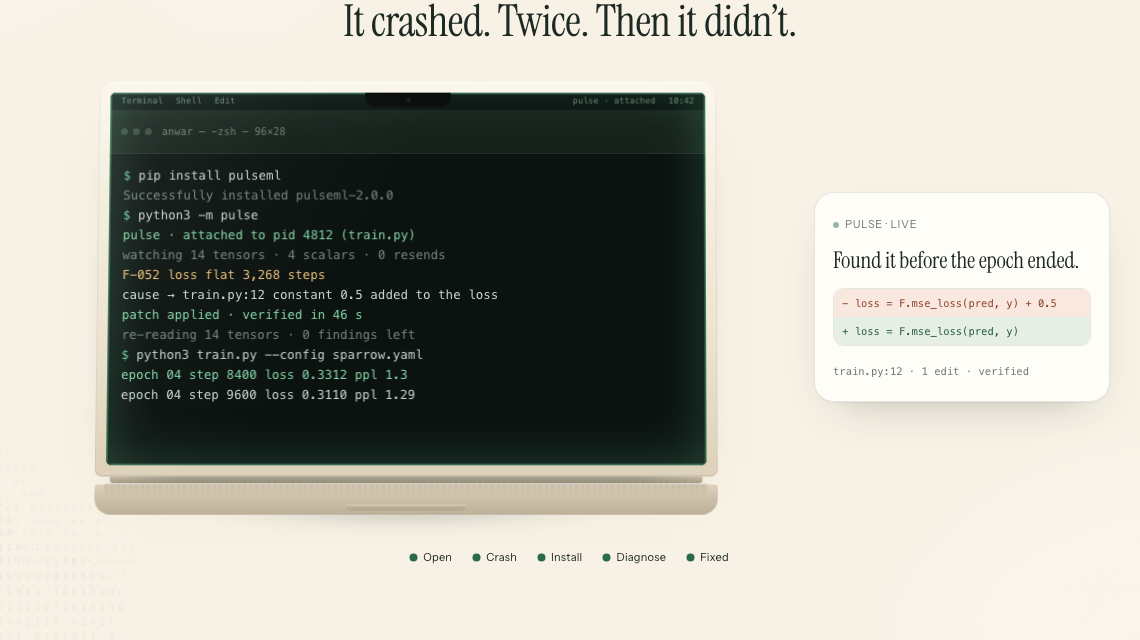 It crashed. Twice. Then it didn’t.
Terminal Shell Edit pulse · attached 10:42
anwar — -zsh — 96×28
$ pip install pulseml
Successfully installed pulseml-2.0.0
$ python3 -m pulse
pulse · attached to pid 4812 (train.py)
watching 14 tensors · 4 scalars · 0 resends
F-052 loss flat 3,268 steps
cause → train.py:12 constant 0.5 added to the loss
patch applied · verified in 46 s
re-reading 14 tensors · 0 findings left
$ python3 train.py --config sparrow.yaml
epoch 04 step 8400 loss 0.3312 ppl 1.3
epoch 04 step 9600 loss 0.3110 ppl 1.29
PULSE · LIVE
Found it before the epoch ended.
- loss = F.mse_loss(pred, y) + 0.5
+ loss = F.mse_loss(pred, y)
train.py:12 · 1 edit · verified
Open Crash Install Diagnose Fixed